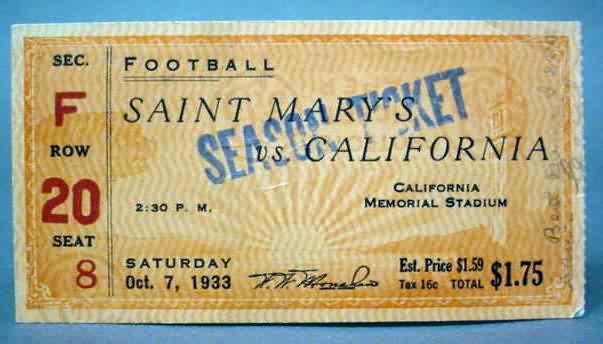 SEC.
F
ROW
20
SEAT
8
FOOTBALL
SAINT MARY'S
vs. CALIFORNIA
SEASON TICKET
2:30 P. M.
CALIFORNIA
MEMORIAL STADIUM
SATURDAY
Oct. 7, 1933
Est. Price $1.59
Tax 16c TOTAL $1.75